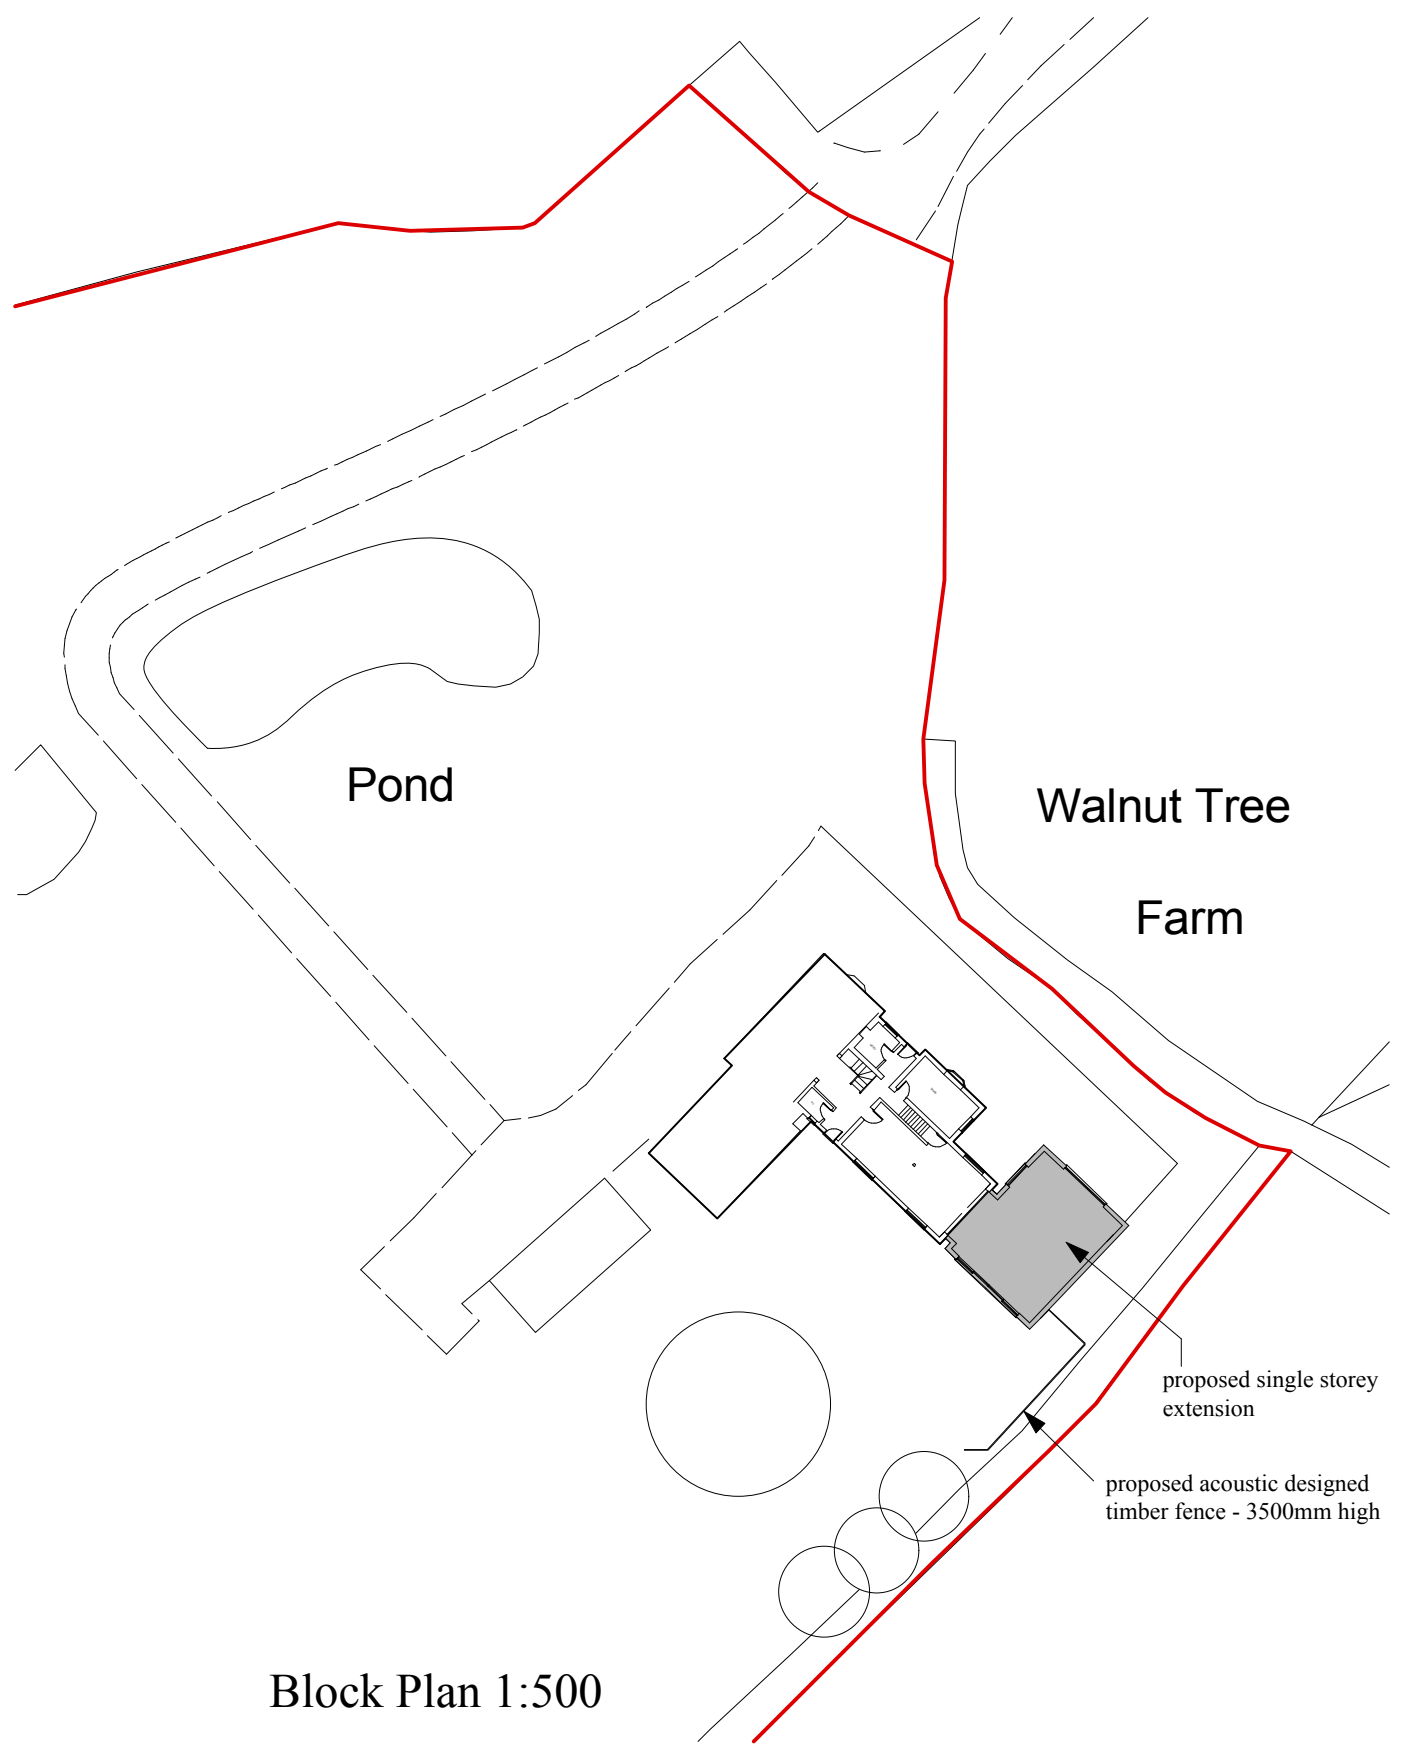 Pond
Walnut Tree
Farm
proposed single storey
extension
proposed acoustic designed
timber fence - 3500mm high
Block Plan 1:500